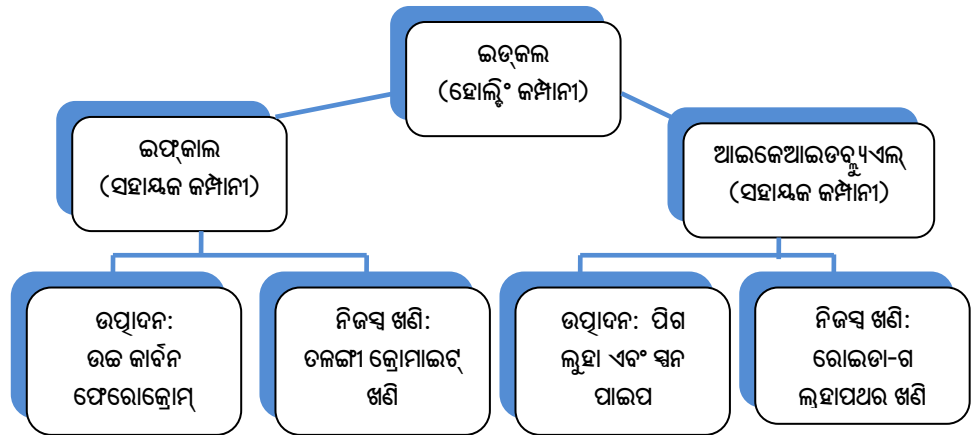 ଇଡ୍‌କଲ
(ହୋଲ୍ଡିଂ କମ୍ପାନୀ)
ଇଫ୍‌କାଲ
(ସହାୟକ କମ୍ପାନୀ)
ଆଇକେଆଇଡବ୍ଲ୍ୟୁଏଲ୍
(ସହାୟକ କମ୍ପାନୀ)
ଉତ୍ପାଦନ:
ଉଚ୍ଚ କାର୍ବନ
ଫେରୋକ୍ରୋମ୍
ନିଜସ୍ୱ ଖଣି:
ତଳଙ୍ଗୀ କ୍ରୋମାଇଟ୍
ଖଣି
ଉତ୍ପାଦନ: ପିଗ
ଲୁହା ଏବଂ ସ୍ପନ
ପାଇପ
ନିଜସ୍ୱ ଖଣି:
ରୋଇଡା-ଗ
ଲୁହାପଥର ଖଣି